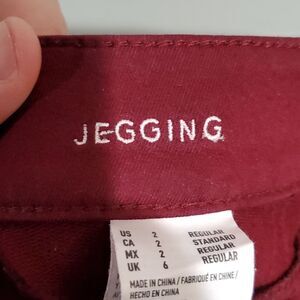 JEGGING
US 2 REGULAR
CA 2 STANDARD
MX 2 REGULAR
UK 6 REGULAR
MADE IN CHINA / FABRIQUÉ EN CHINE /
HECHO EN CHINA